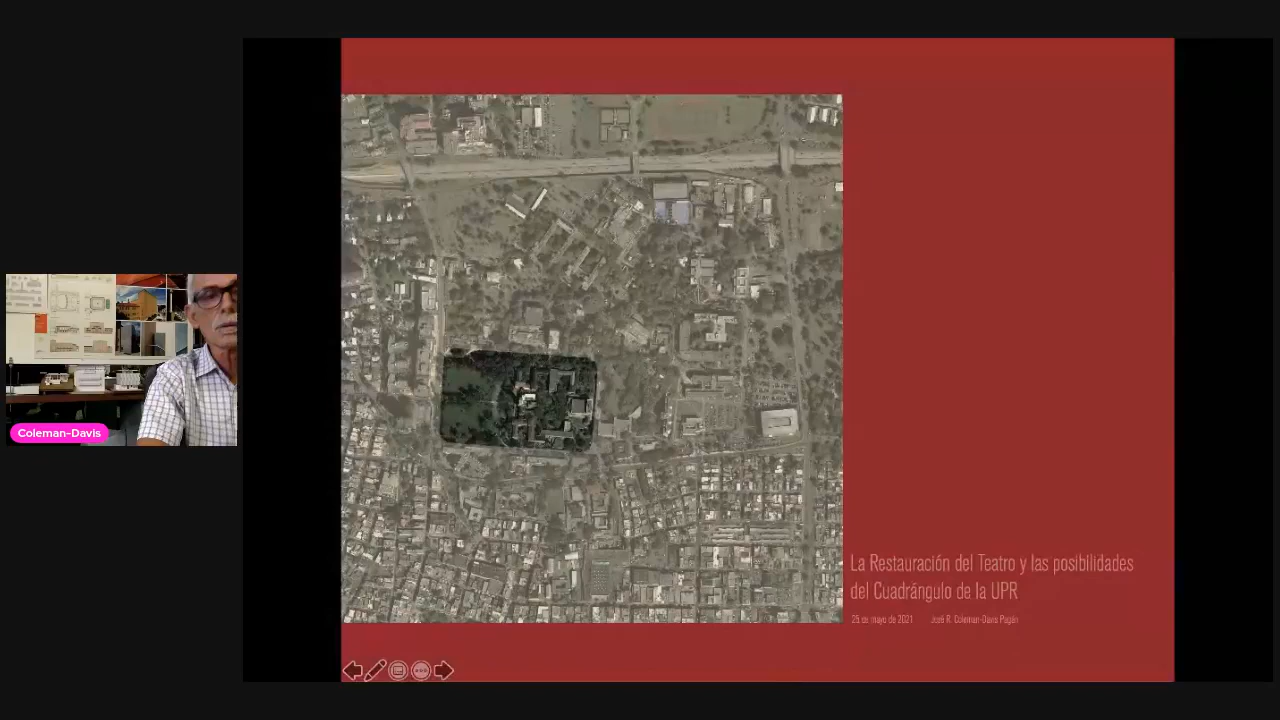 Coleman-Davis
La Restauración del Teatro y las posibilidades
del Cuadrángulo de la UPR
25 de mayo de 2021 José R. Coleman-Davis Pagán